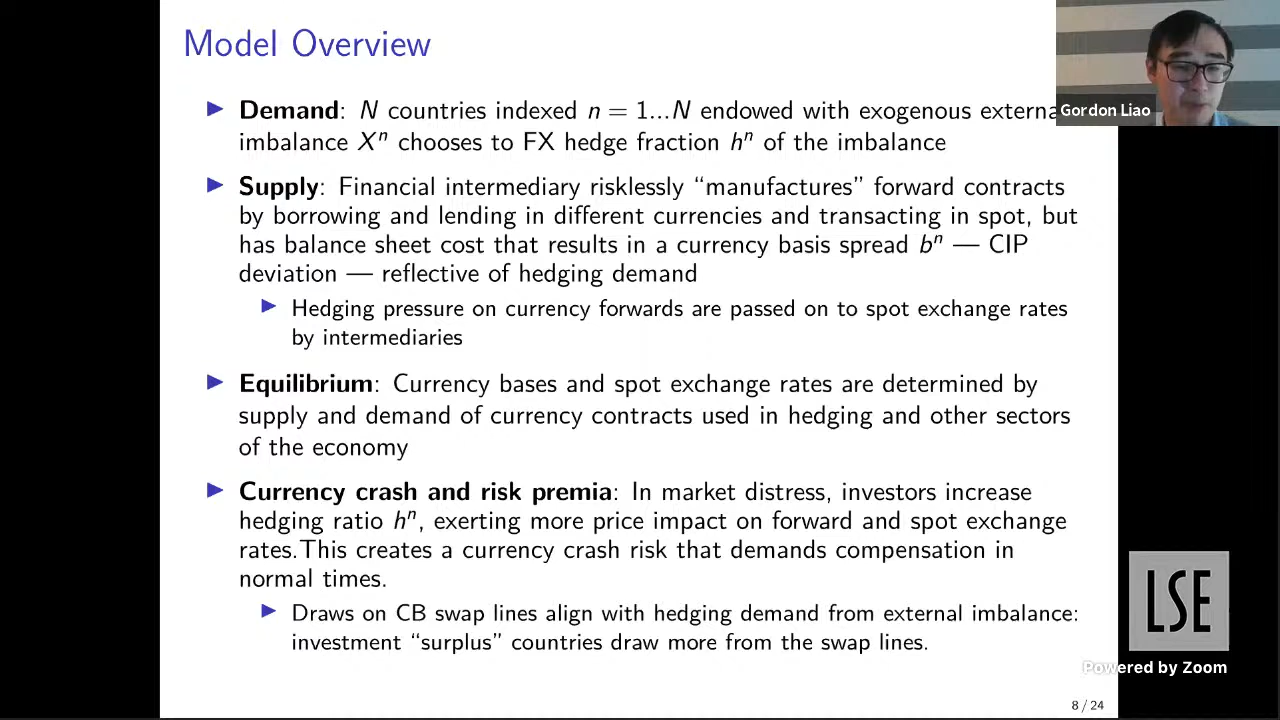 Model Overview
Demand: N countries indexed n = 1...N endowed with exogenous externa
imbalance Xⁿ chooses to FX hedge fraction hⁿ of the imbalance
Supply: Financial intermediary risklessly “manufactures” forward contracts
by borrowing and lending in different currencies and transacting in spot, but
has balance sheet cost that results in a currency basis spread bⁿ — CIP
deviation — reflective of hedging demand
Hedging pressure on currency forwards are passed on to spot exchange rates
by intermediaries
Equilibrium: Currency bases and spot exchange rates are determined by
supply and demand of currency contracts used in hedging and other sectors
of the economy
Currency crash and risk premia: In market distress, investors increase
hedging ratio hⁿ, exerting more price impact on forward and spot exchange
rates.This creates a currency crash risk that demands compensation in
normal times.
Draws on CB swap lines align with hedging demand from external imbalance:
investment “surplus” countries draw more from the swap lines.
8 / 24
Gordon Liao
LSE
Powered by Zoom